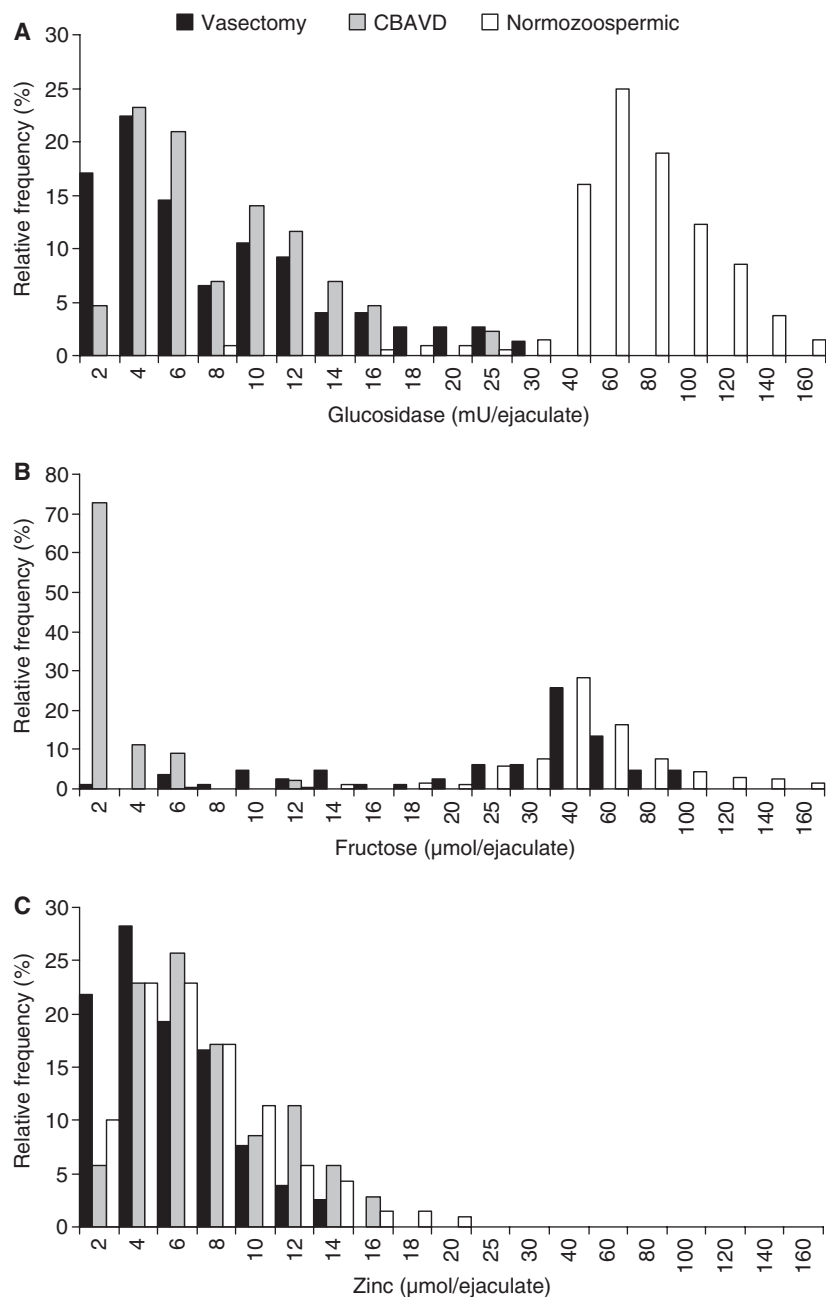 Vasectomy CBAVD Normozoospermic
A
Relative frequency (%)
30
25
20
15
10
5
0
2 4 6 8 10 12 14 16 18 20 25 30 40 60 80 100 120 140 160
Glucosidase (mU/ejaculate)
B
Relative frequency (%)
80
70
60
50
40
30
20
10
0
2 4 6 8 10 12 14 16 18 20 25 30 40 60 80 100 120 140 160
Fructose (µmol/ejaculate)
C
Relative frequency (%)
30
25
20
15
10
5
0
2 4 6 8 10 12 14 16 18 20 25 30 40 60 80 100 120 140 160
Zinc (µmol/ejaculate)